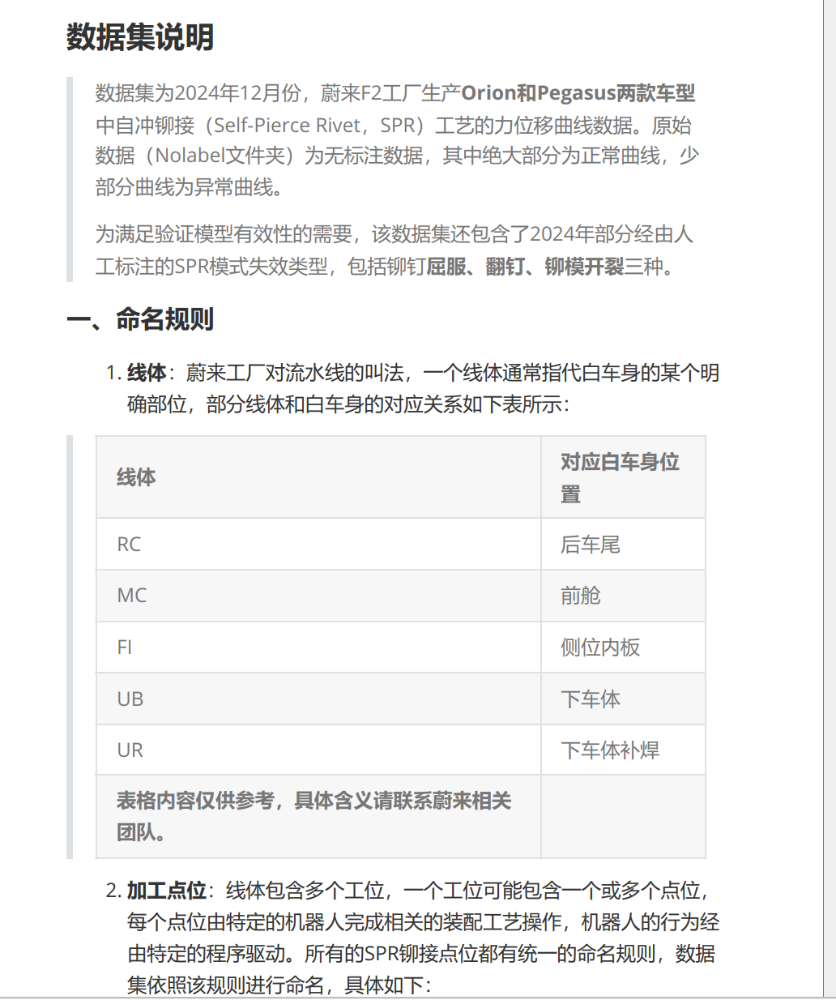 数据集说明
数据集为2024年12月份，蔚来F2工厂生产Orion和Pegasus两款车型
中自冲铆接（Self-Pierce Rivet，SPR）工艺的力位移曲线数据。原始
数据（Nolabel文件夹）为无标注数据，其中绝大部分为正常曲线，少
部分曲线为异常曲线。
为满足验证模型有效性的需要，该数据集还包含了2024年部分经由人
工标注的SPR模式失效类型，包括铆钉屈服、翻钉、铆模开裂三种。
一、命名规则
1. 线体：蔚来工厂对流水线的叫法，一个线体通常指代白车身的某个明
确部位，部分线体和白车身的对应关系如下表所示：
线体
对应白车身位
置
RC 后车尾
MC 前舱
FI 侧位内板
UB 下车体
UR 下车体补焊
表格内容仅供参考，具体含义请联系蔚来相关
团队。
2. 加工点位：线体包含多个工位，一个工位可能包含一个或多个点位，
每个点位由特定的机器人完成相关的装配工艺操作，机器人的行为经
由特定的程序驱动。所有的SPR铆接点位都有统一的命名规则，数据
集依照该规则进行命名，具体如下：